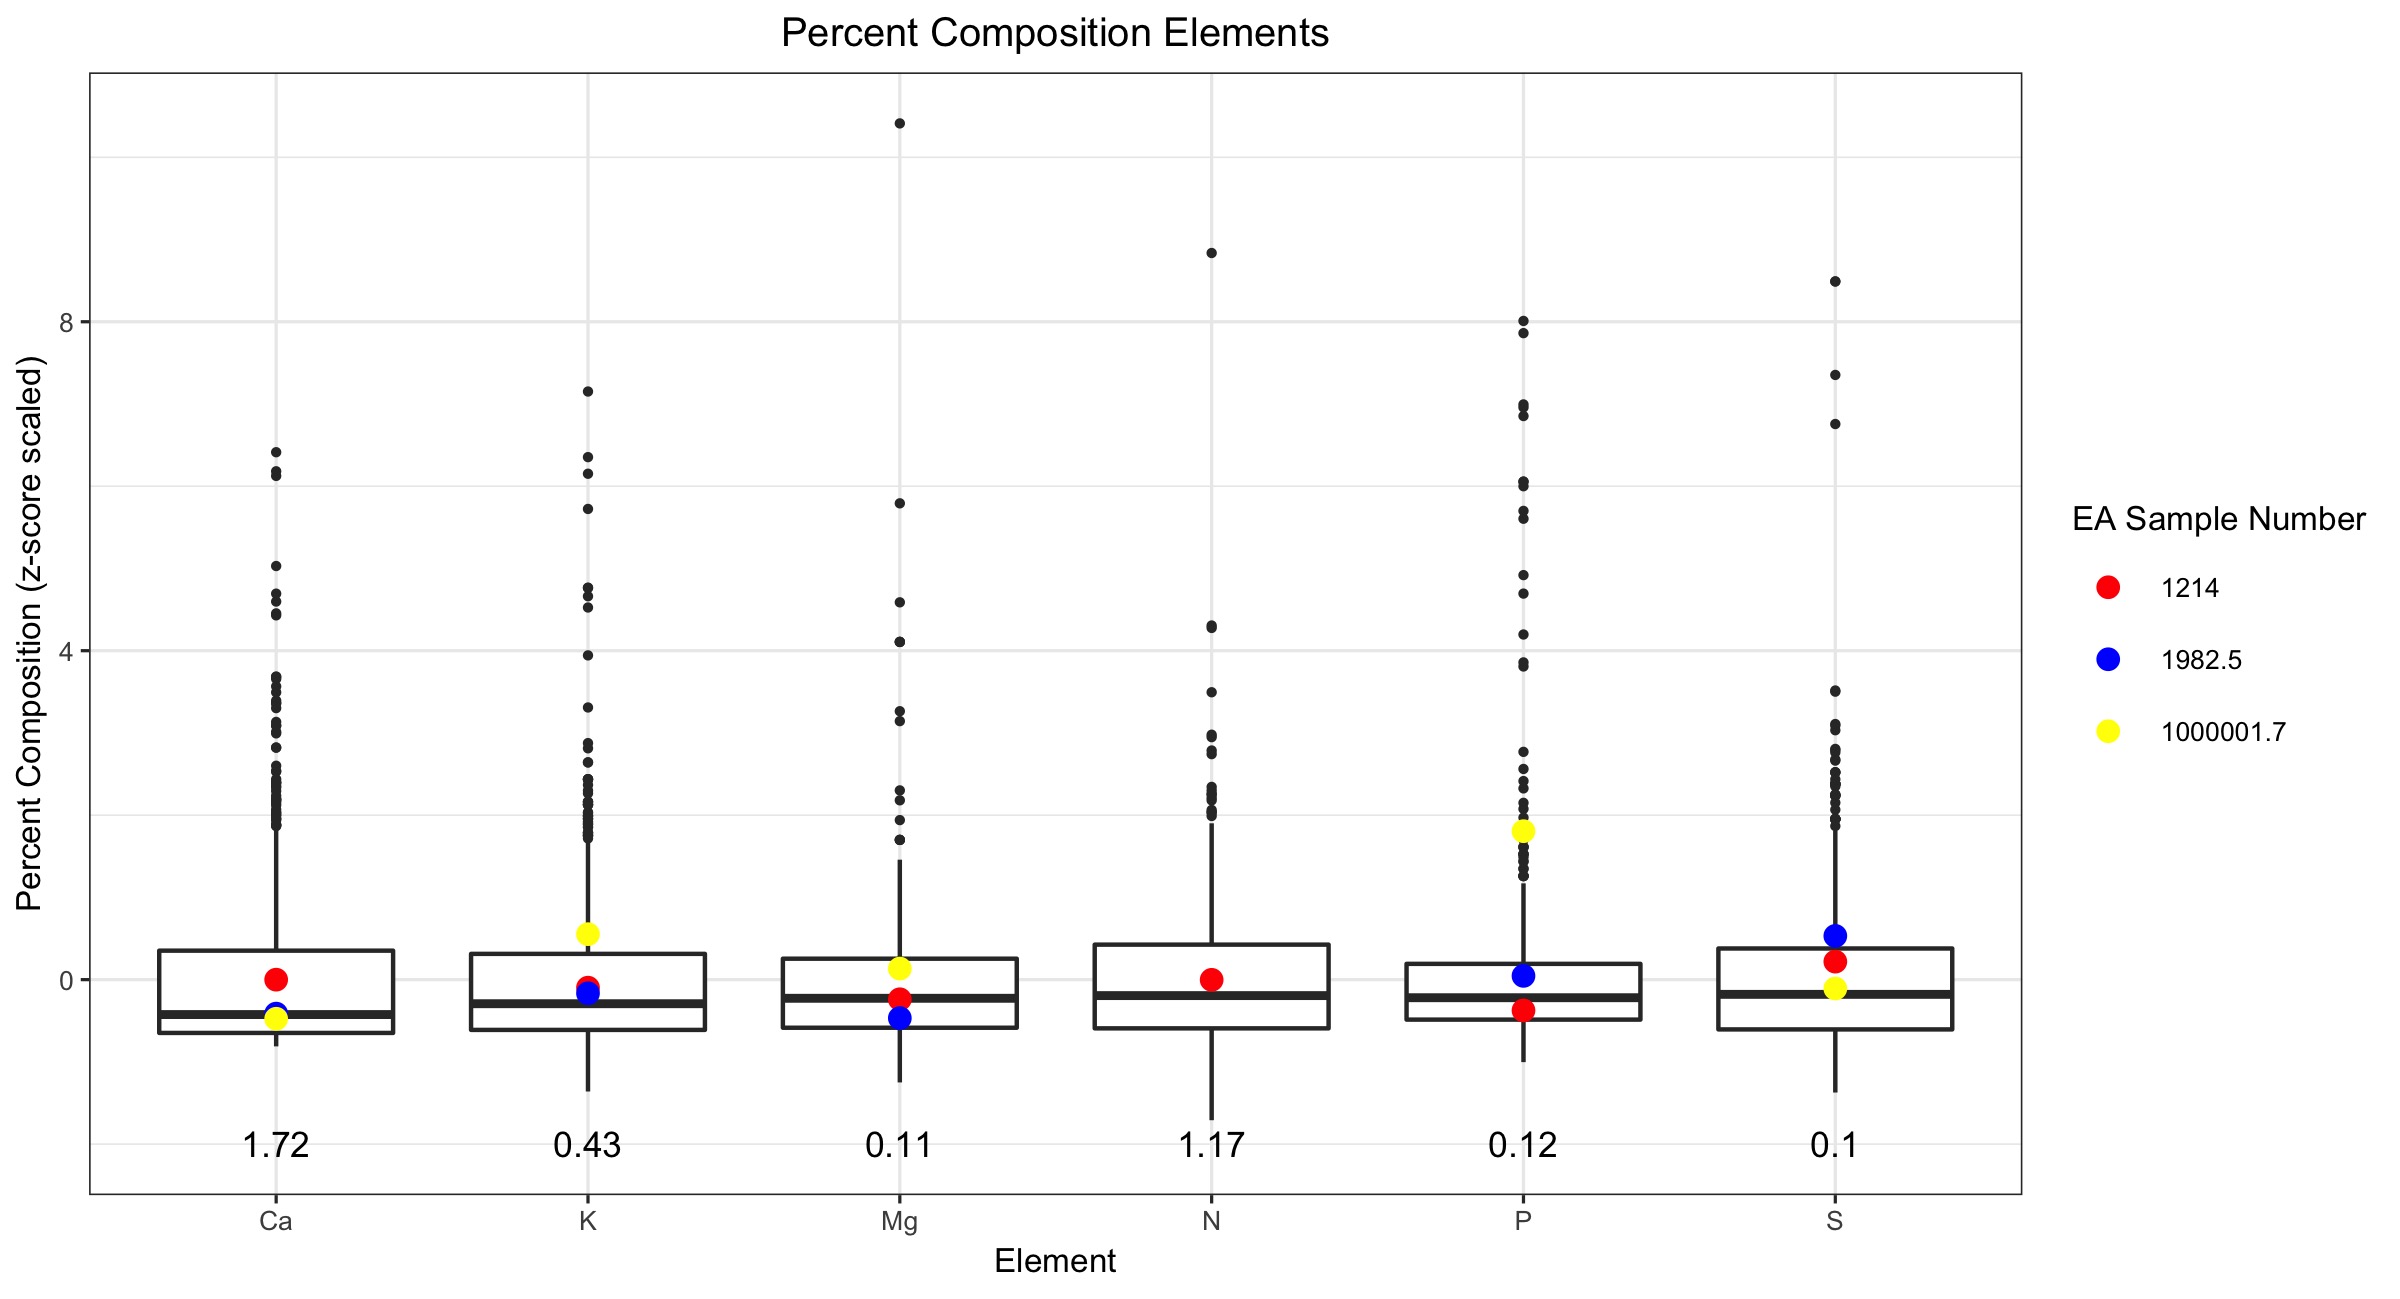 Percent Composition Elements
Percent Composition (z-score scaled)
8
4
0
1.72 0.43 0.11 1.17 0.12 0.1
Ca K Mg N P S
Element
EA Sample Number
1214
1982.5
1000001.7